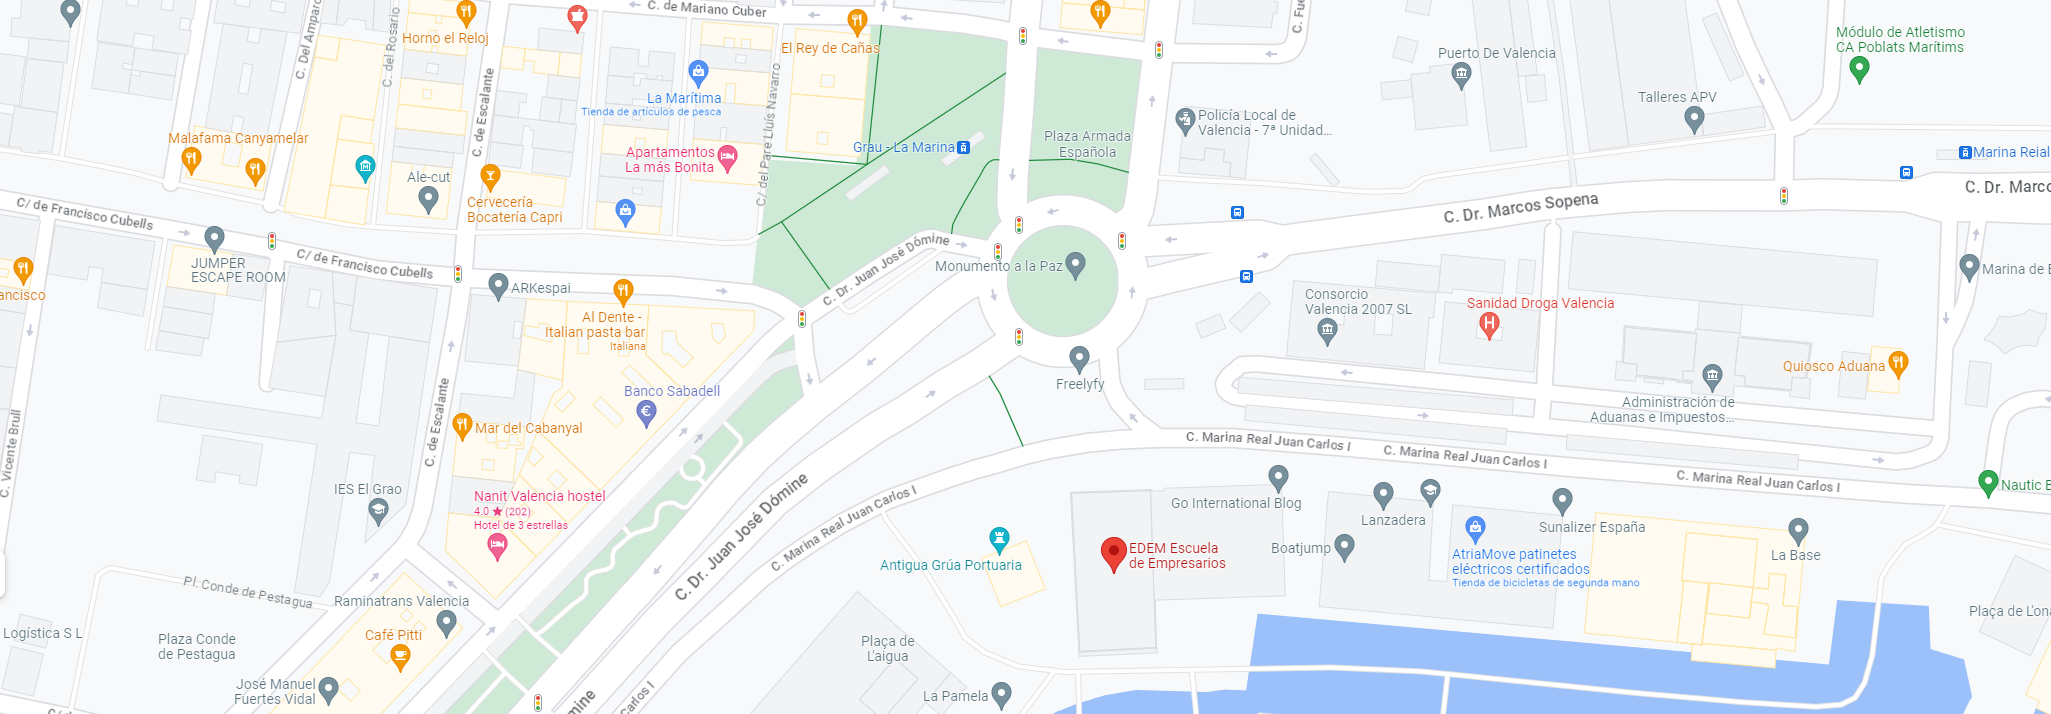 C. de Mariano Cuber
Horno el Reloj
El Rey de Cañas
C. Del Amparo
C. del Rosario
C. de Escalante
C/ del Pare Lluís Navarro
La Marítima
Tienda de artículos de pesca
Malafama Canyamelar
Apartamentos
La más Bonita
Ale-cut
Cervecería
Bocatería Capri
Grau - La Marina
Plaza Armada
Española
Policía Local de
Valencia - 7ª Unidad...
Puerto De Valencia
Talleres APV
Módulo de Atletismo
CA Poblats Marítims
Marina Reial
C. Dr. Marco
C. Dr. Marcos Sopena
C/ de Francisco Cubells
C/ de Francisco Cubells
JUMPER
ESCAPE ROOM
ancisco
ARKespai
Al Dente -
Italian pasta bar
Italiana
C. Dr. Juan José Dómine
Monumento a la Paz
Consorcio
Valencia 2007 SL
Sanidad Droga Valencia
Marina de
Quiosco Aduana
Administración de
Aduanas e Impuestos...
Freelyfy
Banco Sabadell
Mar del Cabanyal
C. de Escalante
C. Vicente Brull
C. Marina Real Juan Carlos I
C. Marina Real Juan Carlos I
C. Marina Real Juan Carlos I
Nautic
IES El Grao
Nanit Valencia hostel
4.0 ★ (202)
Hotel de 3 estrellas
C. Dr. Juan José Dómine
C. Marina Real Juan Carlos I
Go International Blog
Lanzadera
Sunalizer España
Boatjump
AtriaMove patinetes
eléctricos certificados
Tienda de bicicletas de segunda mano
La Base
EDEM Escuela
de Empresarios
Antigua Grúa Portuaria
Pl. Conde de Pestagua
Raminatrans Valencia
Café Pitti
Logística S L
Plaza Conde
de Pestagua
José Manuel
Fuertes Vidal
Plaça de
L'aigua
La Pamela
Plaça de L'ona
mine
Carlos I